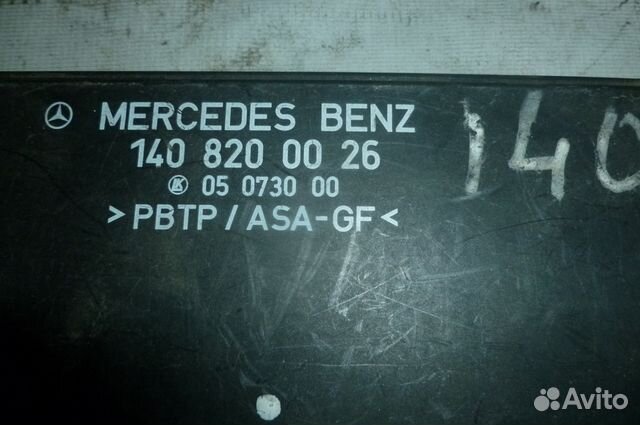 MERCEDES BENZ
140 820 00 26
05 0730 00
>PBTP/ASA-GF<
140
Avito